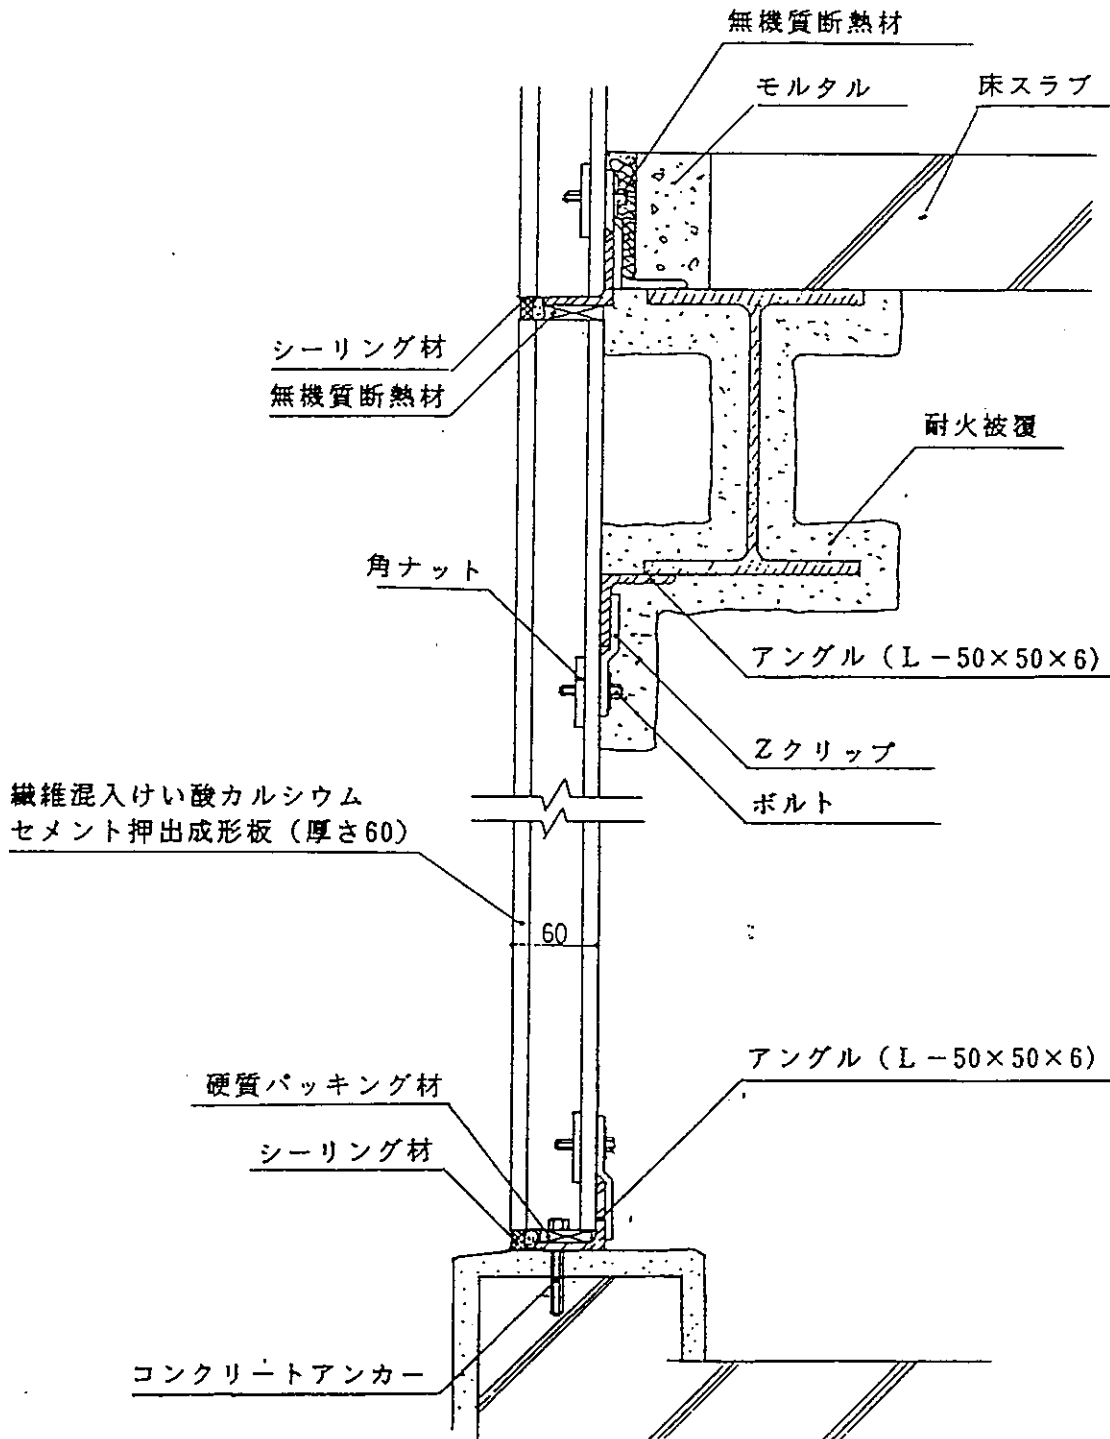 無機質断熱材
モルタル
床スラブ
シーリング材
無機質断熱材
耐火被覆
角ナット
アングル（L－50×50×6）
Zクリップ
ボルト
繊維混入けい酸カルシウム
セメント押出成形板（厚さ60）
60
アングル（L－50×50×6）
硬質パッキング材
シーリング材
コンクリートアンカー